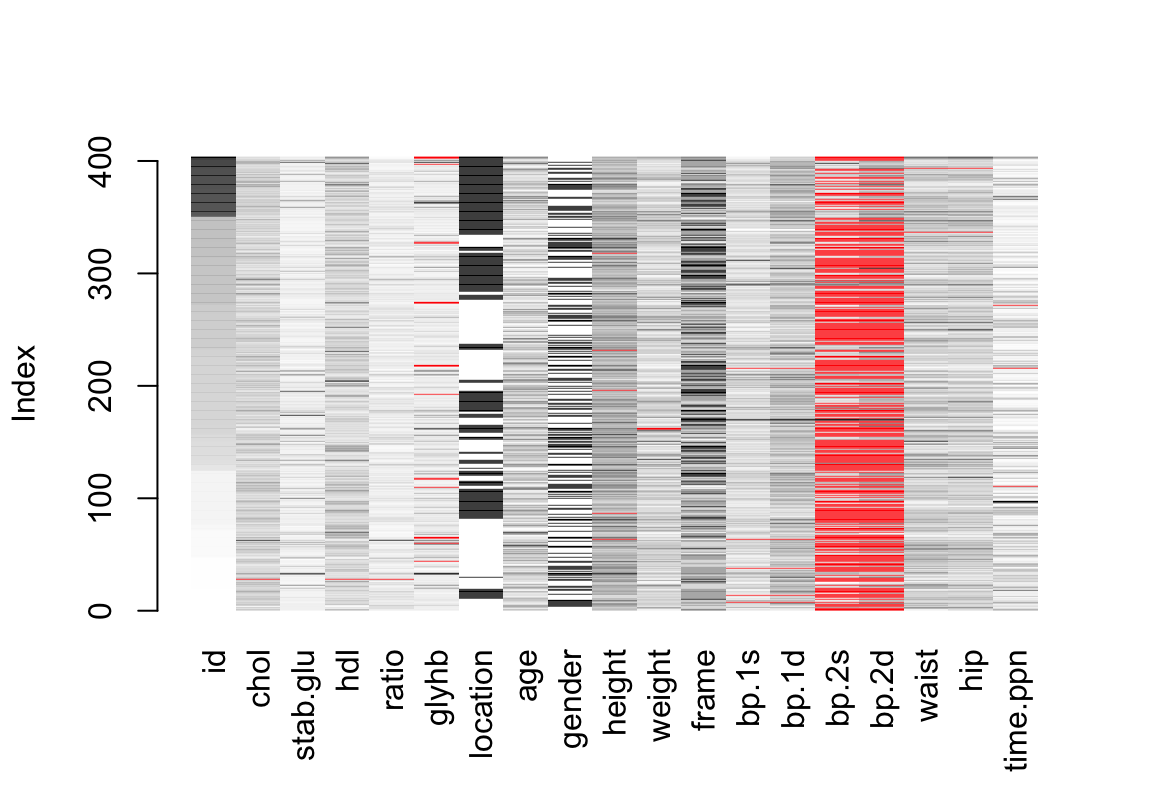 Index
400
300
200
100
0
id
chol
stab.glu
hdl
ratio
glyhb
location
age
gender
height
weight
frame
bp.1s
bp.1d
bp.2s
bp.2d
waist
hip
time.ppn